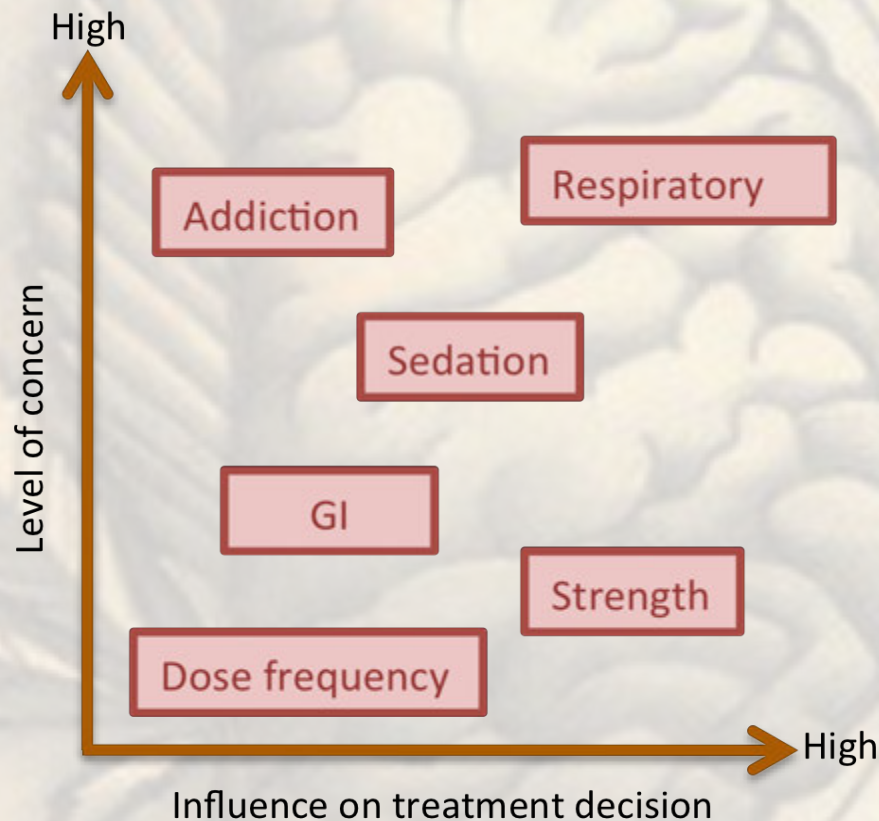 High
Respiratory
Addiction
Level of concern
Sedation
GI
Strength
Dose frequency
High
Influence on treatment decision